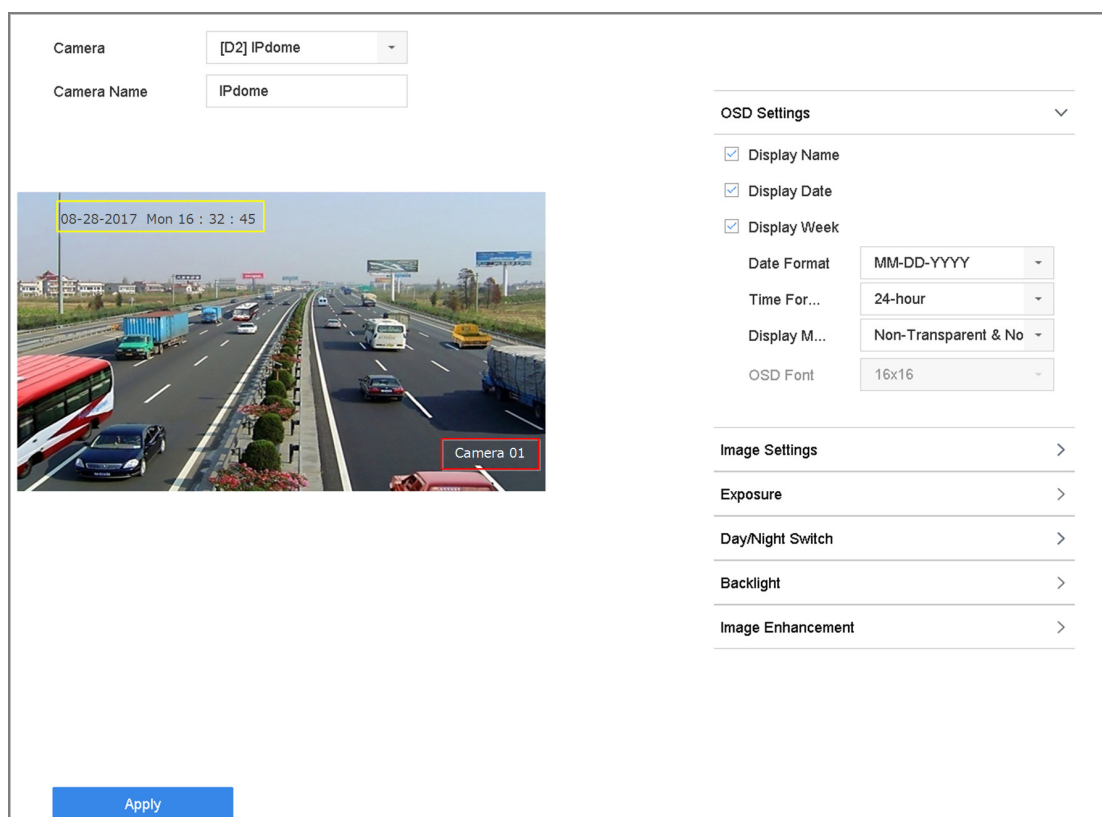 Camera [D2] IPdome
Camera Name IPdome
08-28-2017 Mon 16 : 32 : 45
Camera 01
OSD Settings
Display Name
Display Date
Display Week
Date Format MM-DD-YYYY
Time For... 24-hour
Display M... Non-Transparent & No
OSD Font 16x16
Image Settings
Exposure
Day/Night Switch
Backlight
Image Enhancement
Apply